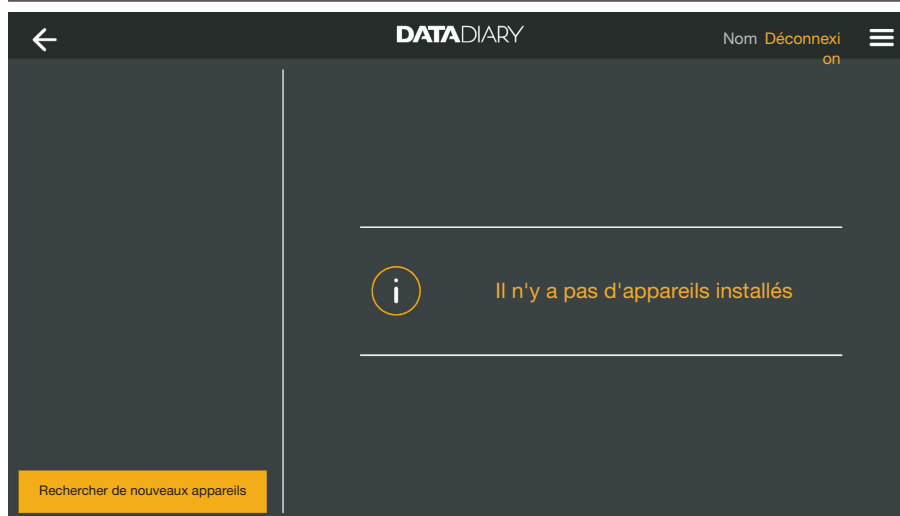 DATADIARY
Nom Déconnexi
on
i
Il n'y a pas d'appareils installés
Rechercher de nouveaux appareils